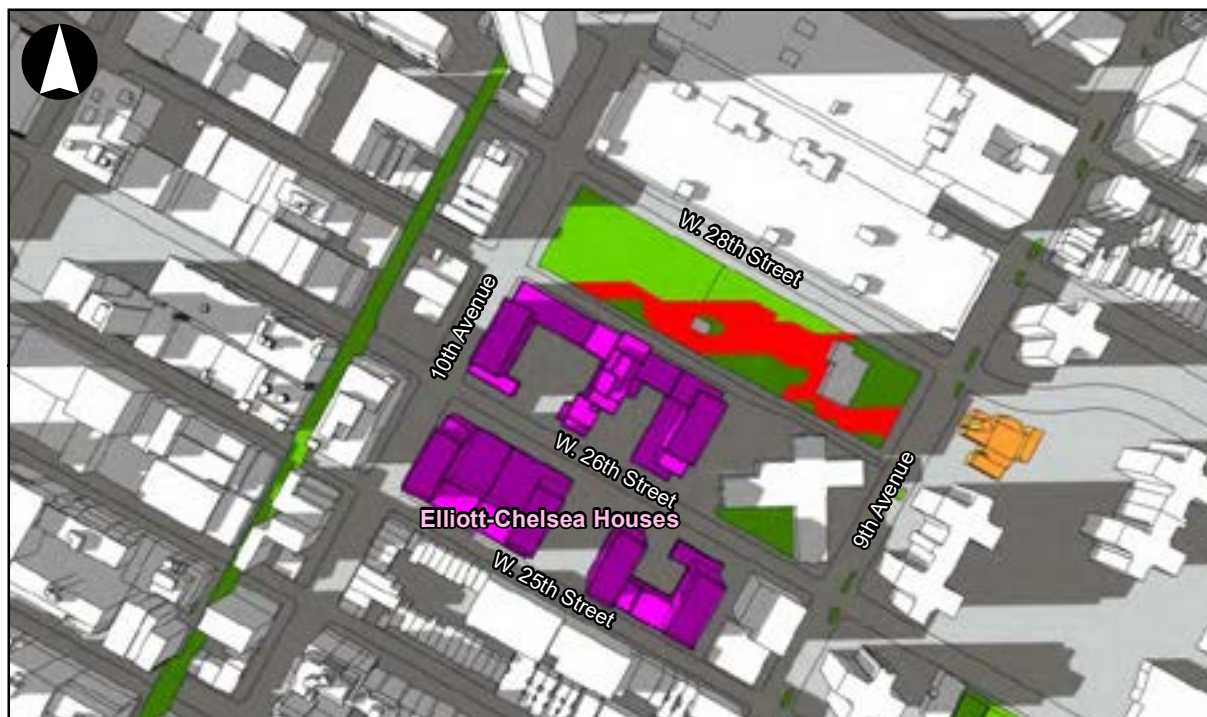 W. 28th Street
10th Avenue
W. 26th Street
9th Avenue
Elliott-Chelsea Houses
W. 25th Street